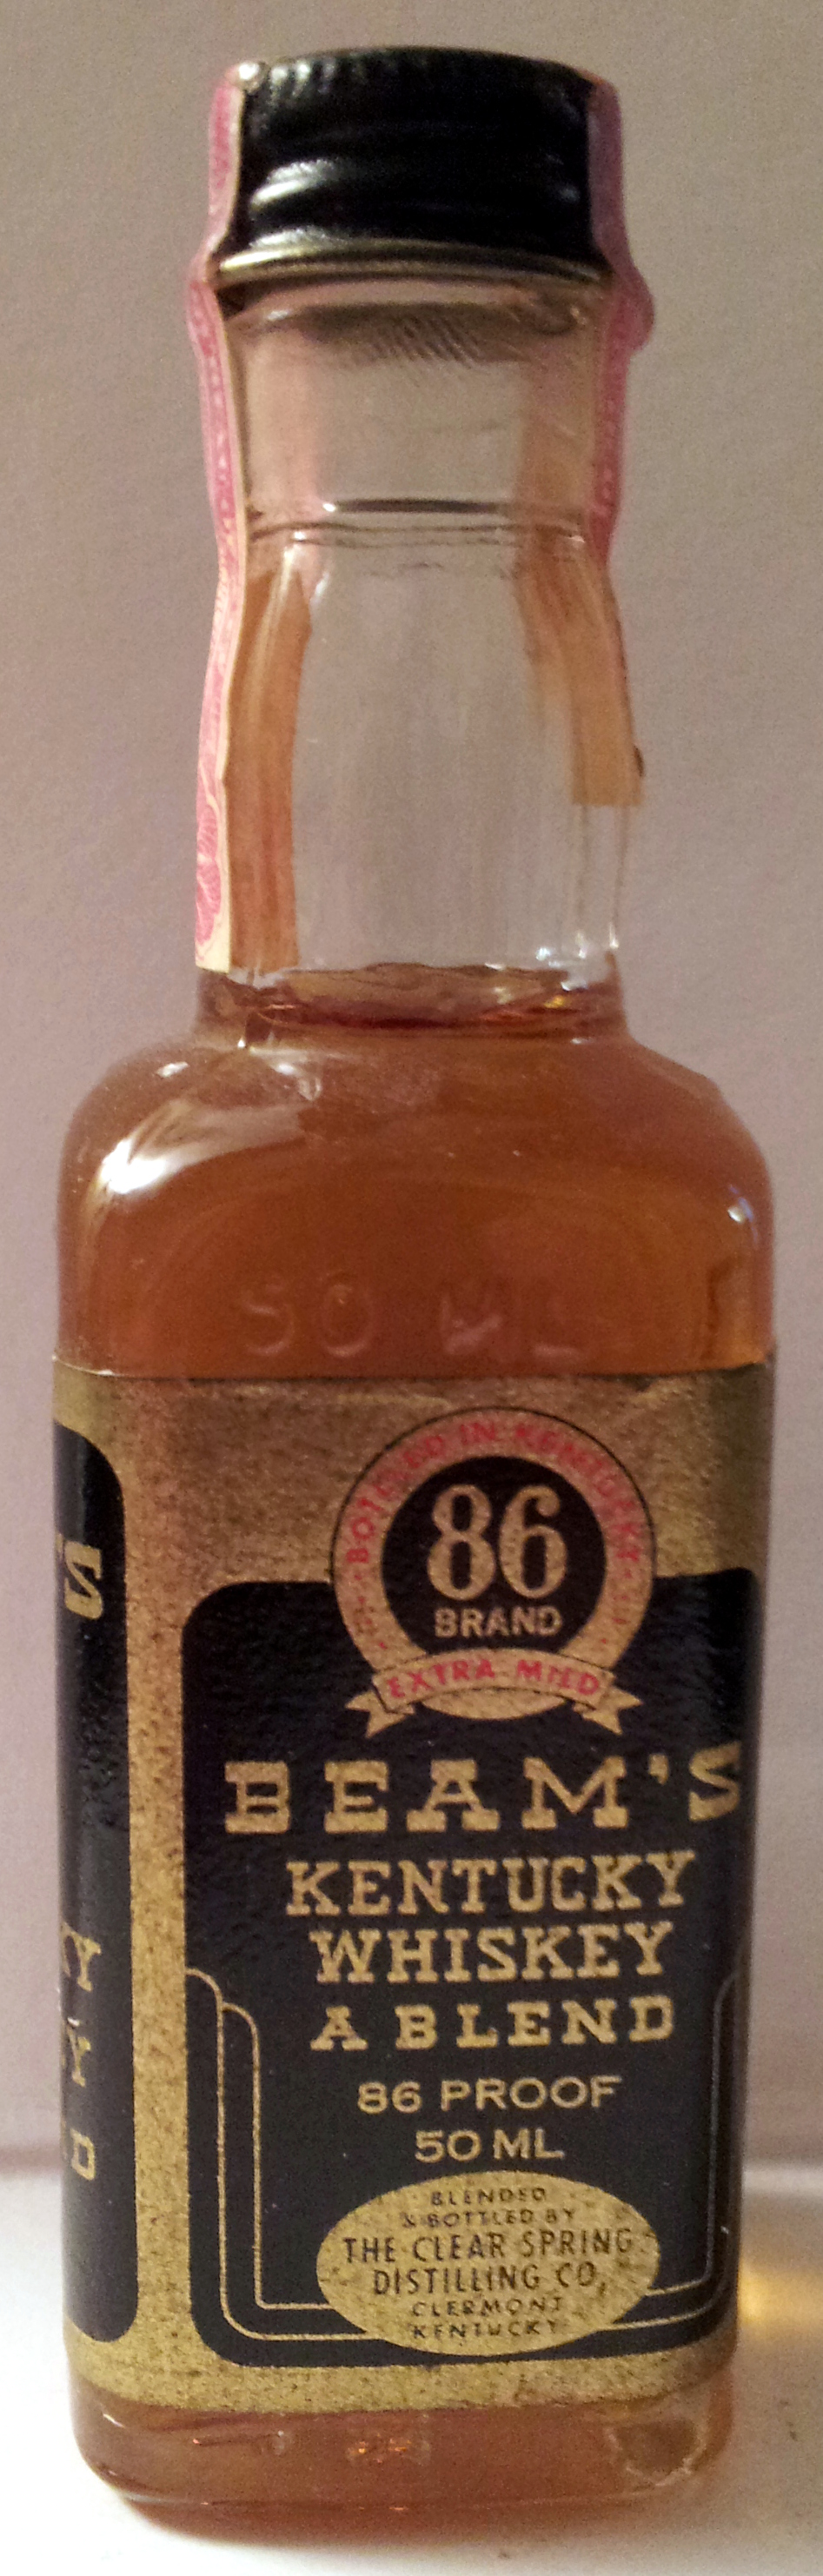 50 ML
BOTTLED IN KENTUCKY
86
BRAND
EXTRA MILD
BEAM'S
KENTUCKY
WHISKEY
A BLEND
86 PROOF
50 ML
BLENDED
& BOTTLED BY
THE CLEAR SPRING
DISTILLING CO,
CLERMONT
KENTUCKY
'S
KY
Y
D